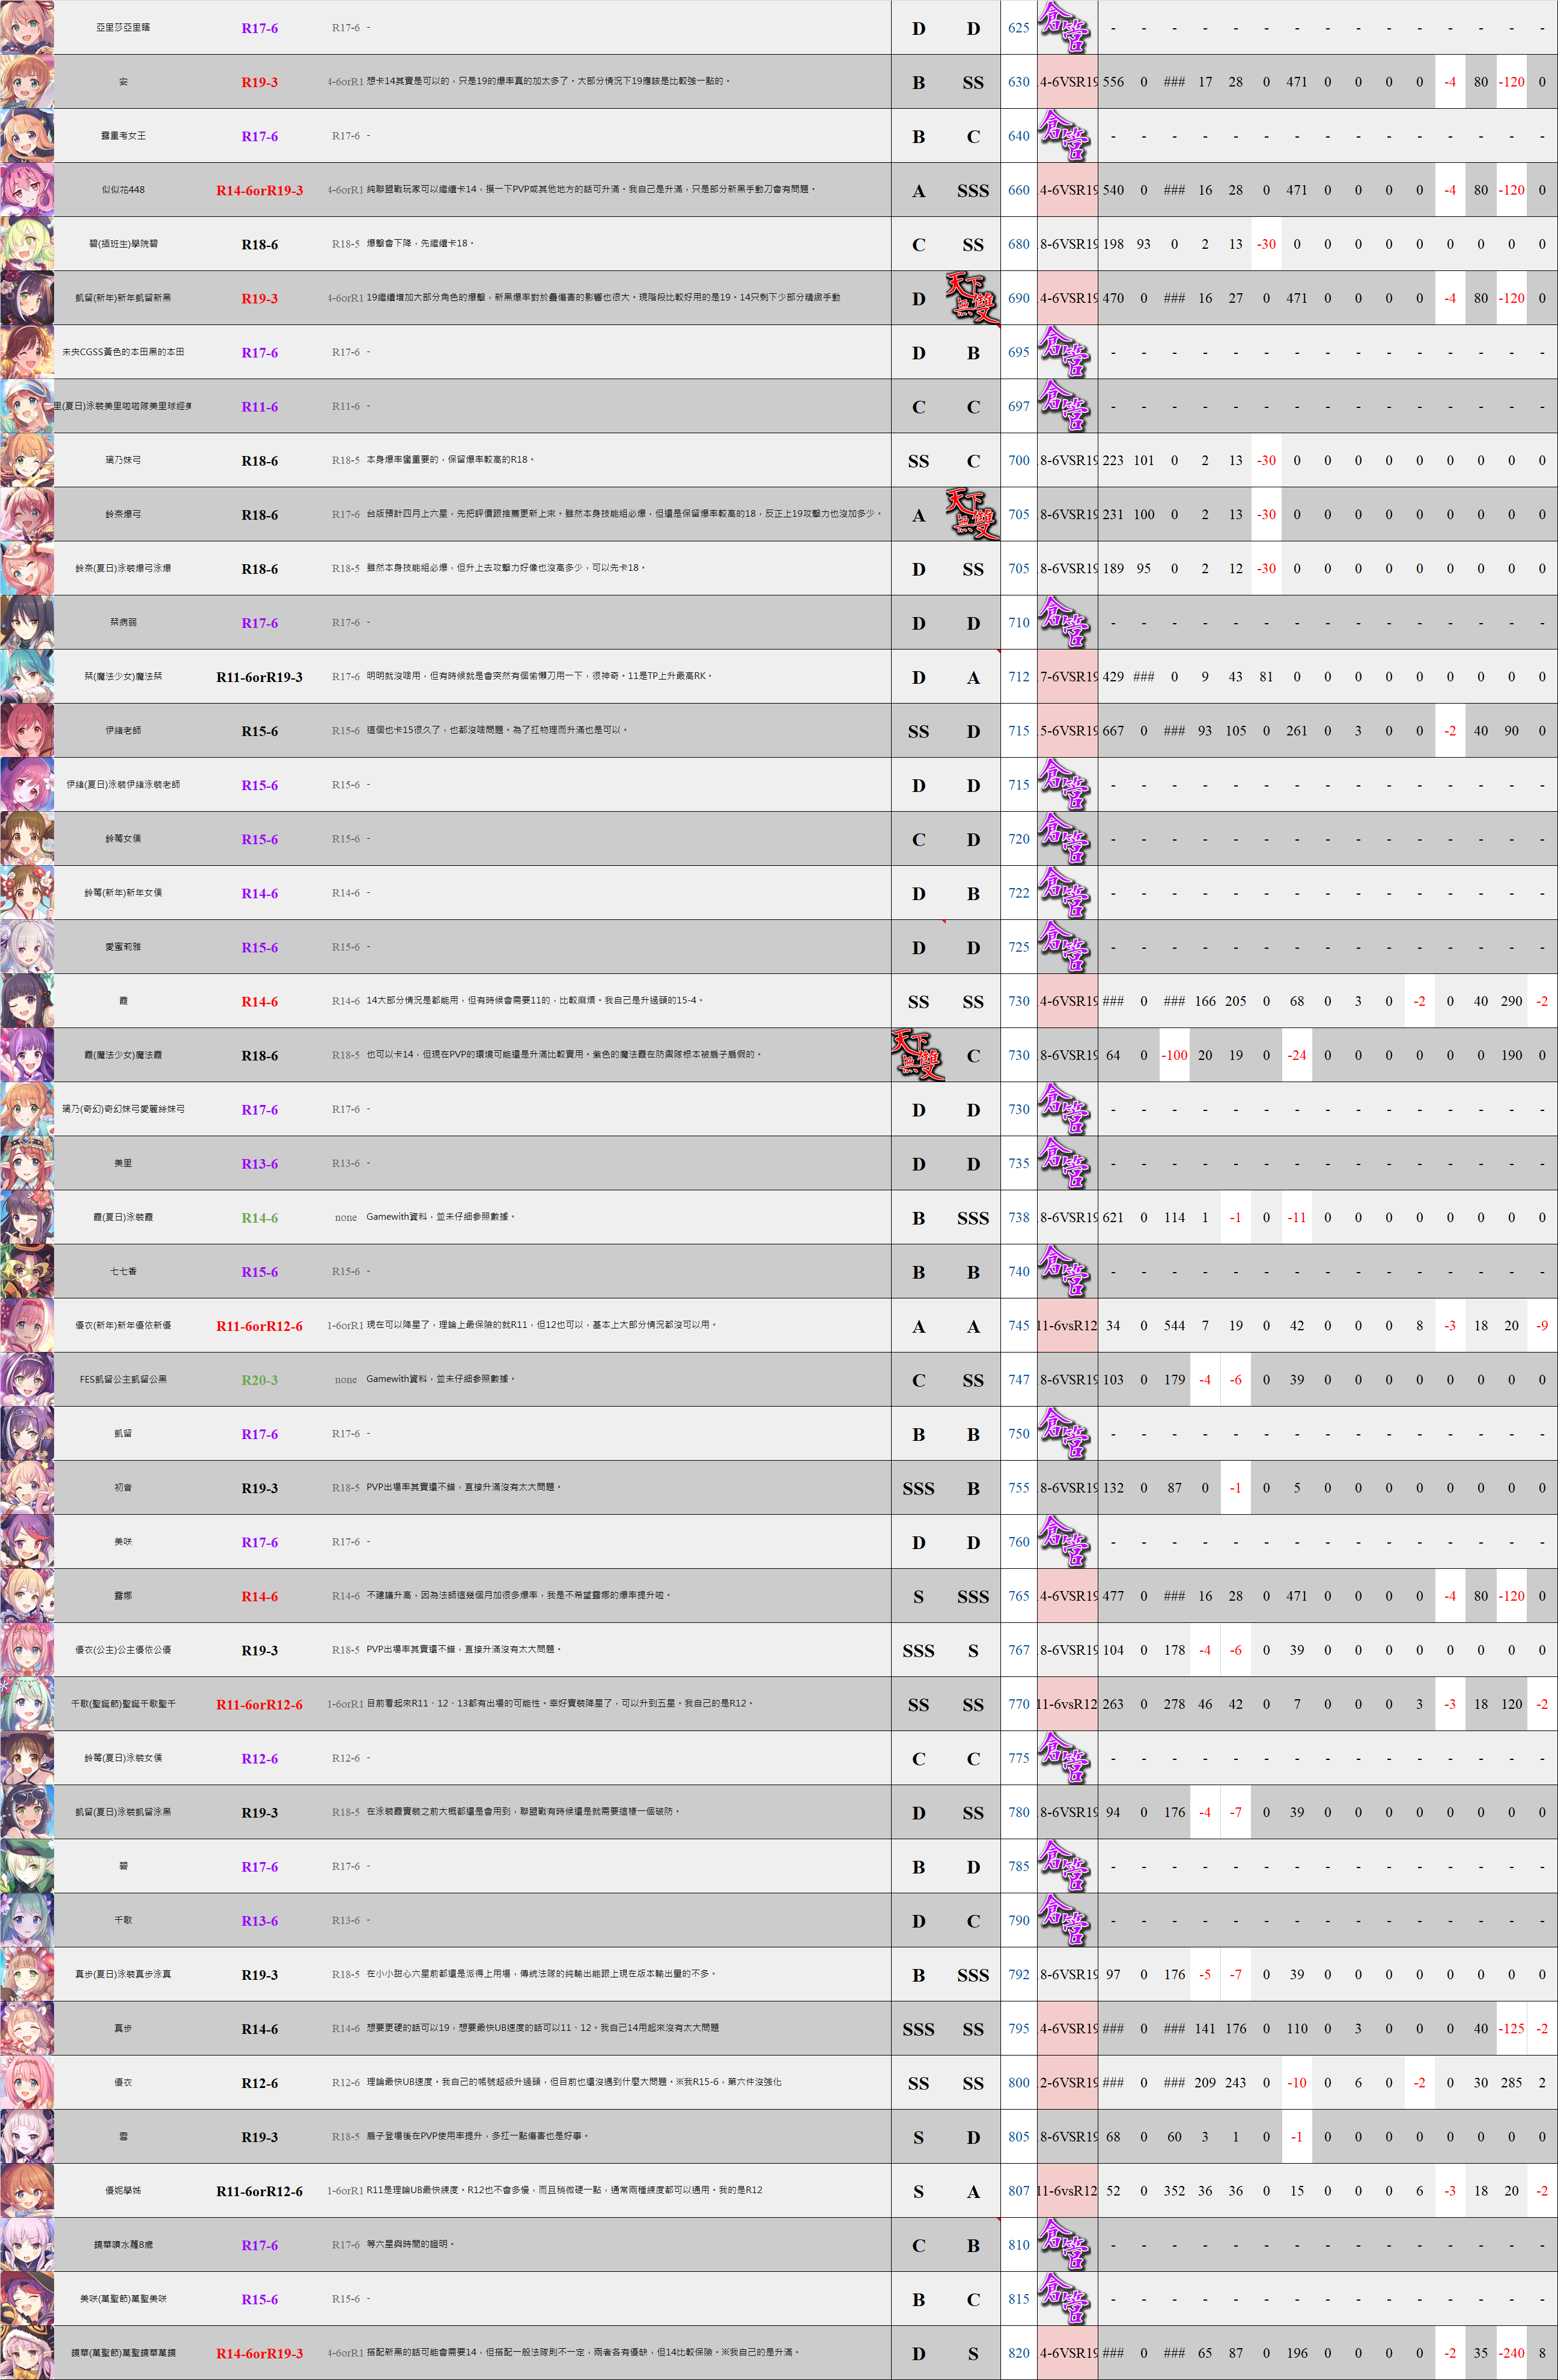 亞里莎亞里瞎 R17-6 R17-6 - D D 625 倉管 - - - - - - - - - - - - - - -
安 R19-3 4-6orR1 想卡14其實是可以的，只是19的爆率真的加太多了。大部分情況下19應該是比較強一點的。 B SS 630 4-6VSR19 556 0 ### 17 28 0 471 0 0 0 0 -4 80 -120 0
露重考女王 R17-6 R17-6 - B C 640 倉管 - - - - - - - - - - - - - - -
似似花448 R14-6orR19-3 4-6orR1 純聯盟戰玩家可以繼續卡14，摸一下PVP或其他地方的話可升滿。我自己是升滿，只是部分新黑手動刀會有問題。 A SSS 660 4-6VSR19 540 0 ### 16 28 0 471 0 0 0 0 -4 80 -120 0
碧(插班生)學院碧 R18-6 R18-5 爆擊會下降，先繼續卡18。 C SS 680 8-6VSR19 198 93 0 2 13 -30 0 0 0 0 0 0 0 0 0
凱留(新年)新年凱留新黑 R19-3 4-6orR1 19繼續增加大部分角色的爆擊，新黑爆率對於疊傷害的影響也很大。現階段比較好用的是19。14只剩下少部分精緻手動 D 天下無雙 690 4-6VSR19 470 0 ### 16 27 0 471 0 0 0 0 -4 80 -120 0
未央CGSS黃色的本田黑的本田 R17-6 R17-6 - D B 695 倉管 - - - - - - - - - - - - - - -
里(夏日)泳裝美里啦啦隊美里球經美 R11-6 R11-6 - C C 697 倉管 - - - - - - - - - - - - - - -
璃乃妹弓 R18-6 R18-5 本身爆率蠻重要的，保留爆率較高的R18。 SS C 700 8-6VSR19 223 101 0 2 13 -30 0 0 0 0 0 0 0 0 0
鈴奈爆弓 R18-6 R17-6 台版預計四月上六星，先把評價跟推薦更新上來。雖然本身技能組必爆，但還是保留爆率較高的18，反正上19攻擊力也沒加多少。 A 天下無雙 705 8-6VSR19 231 100 0 2 13 -30 0 0 0 0 0 0 0 0 0
鈴奈(夏日)泳裝爆弓泳爆 R18-6 R18-5 雖然本身技能組必爆，但升上去攻擊力好像也沒高多少，可以先卡18。 D SS 705 8-6VSR19 189 95 0 2 12 -30 0 0 0 0 0 0 0 0 0
栞病弱 R17-6 R17-6 - D D 710 倉管 - - - - - - - - - - - - - - -
栞(魔法少女)魔法栞 R11-6orR19-3 R17-6 明明就沒啥用，但有時候就是會突然有個偷懶刀用一下，很神奇。11是TP上升最高RK。 D A 712 7-6VSR19 429 ### 0 9 43 81 0 0 0 0 0 0 0 0 0
伊緒老師 R15-6 R15-6 這個也卡15很久了，也都沒啥問題。為了扛物理而升滿也是可以。 SS D 715 5-6VSR19 667 0 ### 93 105 0 261 0 3 0 0 -2 40 90 0
伊緒(夏日)泳裝伊緒泳裝老師 R15-6 R15-6 - D D 715 倉管 - - - - - - - - - - - - - - -
鈴莓女僕 R15-6 R15-6 - C D 720 倉管 - - - - - - - - - - - - - - -
鈴莓(新年)新年女僕 R14-6 R14-6 - D B 722 倉管 - - - - - - - - - - - - - - -
愛蜜莉雅 R15-6 R15-6 - D D 725 倉管 - - - - - - - - - - - - - - -
霞 R14-6 R14-6 14大部分情況是都能用，但有時候會需要11的，比較麻煩。我自己是升過頭的15-4。 SS SS 730 4-6VSR19 ### 0 ### 166 205 0 68 0 3 0 -2 0 40 290 -2
霞(魔法少女)魔法霞 R18-6 R18-5 也可以卡14，但現在PVP的環境可能還是升滿比較實用。紫色的魔法霞在防禦隊根本被扇子扇假的。 天下無雙 C 730 8-6VSR19 64 0 -100 20 19 0 -24 0 0 0 0 0 0 190 0
璃乃(奇幻)奇幻妹弓愛麗絲妹弓 R17-6 R17-6 - D D 730 倉管 - - - - - - - - - - - - - - -
美里 R13-6 R13-6 - D D 735 倉管 - - - - - - - - - - - - - - -
霞(夏日)泳裝霞 R14-6 none Gamewith資料，並未仔細參照數據。 B SSS 738 8-6VSR19 621 0 114 1 -1 0 -11 0 0 0 0 0 0 0 0
七七香 R15-6 R15-6 - B B 740 倉管 - - - - - - - - - - - - - - -
優衣(新年)新年優依新優 R11-6orR12-6 1-6orR1 現在可以降星了，理論上最保險的就R11，但12也可以，基本上大部分情況都沒可以用。 A A 745 11-6vsR12 34 0 544 7 19 0 42 0 0 0 8 -3 18 20 -9
FES凱留公主凱留公黑 R20-3 none Gamewith資料，並未仔細參照數據。 C SS 747 8-6VSR19 103 0 179 -4 -6 0 39 0 0 0 0 0 0 0 0
凱留 R17-6 R17-6 - B B 750 倉管 - - - - - - - - - - - - - - -
初音 R19-3 R18-5 PVP出場率其實還不錯，直接升滿沒有太大問題。 SSS B 755 8-6VSR19 132 0 87 0 -1 0 5 0 0 0 0 0 0 0 0
美咲 R17-6 R17-6 - D D 760 倉管 - - - - - - - - - - - - - - -
露娜 R14-6 R14-6 不建議升高，因為法師這幾個月加很多爆率，我是不希望露娜的爆率提升啦。 S SSS 765 4-6VSR19 477 0 ### 16 28 0 471 0 0 0 0 -4 80 -120 0
優衣(公主)公主優依公優 R19-3 R18-5 PVP出場率其實還不錯，直接升滿沒有太大問題。 SSS S 767 8-6VSR19 104 0 178 -4 -6 0 39 0 0 0 0 0 0 0 0
千歌(聖誕節)聖誕千歌聖千 R11-6orR12-6 1-6orR1 目前看起來R11、12、13都有出場的可能性。幸好實裝降星了，可以升到五星。我自己的是R12。 SS SS 770 11-6vsR12 263 0 278 46 42 0 7 0 0 0 3 -3 18 120 -2
鈴莓(夏日)泳裝女僕 R12-6 R12-6 - C C 775 倉管 - - - - - - - - - - - - - - -
凱留(夏日)泳裝凱留泳黑 R19-3 R18-5 在泳裝霞實裝之前大概都還是會用到，聯盟戰有時候還是就需要這樣一個破防。 D SS 780 8-6VSR19 94 0 176 -4 -7 0 39 0 0 0 0 0 0 0 0
碧 R17-6 R17-6 - B D 785 倉管 - - - - - - - - - - - - - - -
千歌 R13-6 R13-6 - D C 790 倉管 - - - - - - - - - - - - - - -
真步(夏日)泳裝真步泳真 R19-3 R18-5 在小小甜心六星前都還是派得上用場，傳統法隊的純輸出能跟上現在版本輸出量的不多。 B SSS 792 8-6VSR19 97 0 176 -5 -7 0 39 0 0 0 0 0 0 0 0
真步 R14-6 R14-6 想要更硬的話可以19，想要最快UB速度的話可以11、12。我自己14用起來沒有太大問題 SSS SS 795 4-6VSR19 ### 0 ### 141 176 0 110 0 3 0 0 0 40 -125 -2
優衣 R12-6 R12-6 理論最快UB速度。我自己的帳號超級升過頭，但目前也還沒遇到什麼大問題。※我R15-6，第六件沒強化 SS SS 800 2-6VSR19 ### 0 ### 209 243 0 -10 0 6 0 -2 0 30 285 2
雪 R19-3 R18-5 扇子登場後在PVP使用率提升，多扛一點傷害也是好事。 S D 805 8-6VSR19 68 0 60 3 1 0 -1 0 0 0 0 0 0 0 0
優妮學姊 R11-6orR12-6 1-6orR1 R11是理論UB最快練度。R12也不會多慢，而且稍微硬一點，通常兩種練度都可以通用。我的是R12 S A 807 11-6vsR12 52 0 352 36 36 0 15 0 0 0 6 -3 18 20 -2
鏡華噴水蘿8歲 R17-6 R17-6 等六星與時間的證明。 C B 810 倉管 - - - - - - - - - - - - - - -
美咲(萬聖節)萬聖美咲 R15-6 R15-6 - B C 815 倉管 - - - - - - - - - - - - - - -
鏡華(萬聖節)萬聖鏡華萬鏡 R14-6orR19-3 4-6orR1 搭配新黑的話可能會需要14，但搭配一般法隊則不一定，兩者各有優缺，但14比較保險。※我自己的是升滿。 D S 820 4-6VSR19 ### 0 ### 65 87 0 196 0 0 0 0 -2 35 -240 8